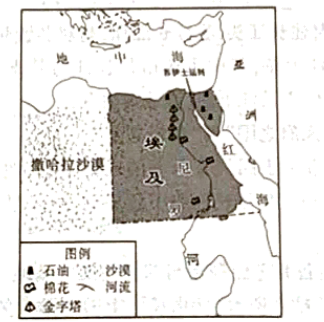 地中海
苏伊士运河
亚洲
埃及
撒哈拉沙漠
红海
尼罗河
图例
石油 沙漠
棉花 河流
金字塔